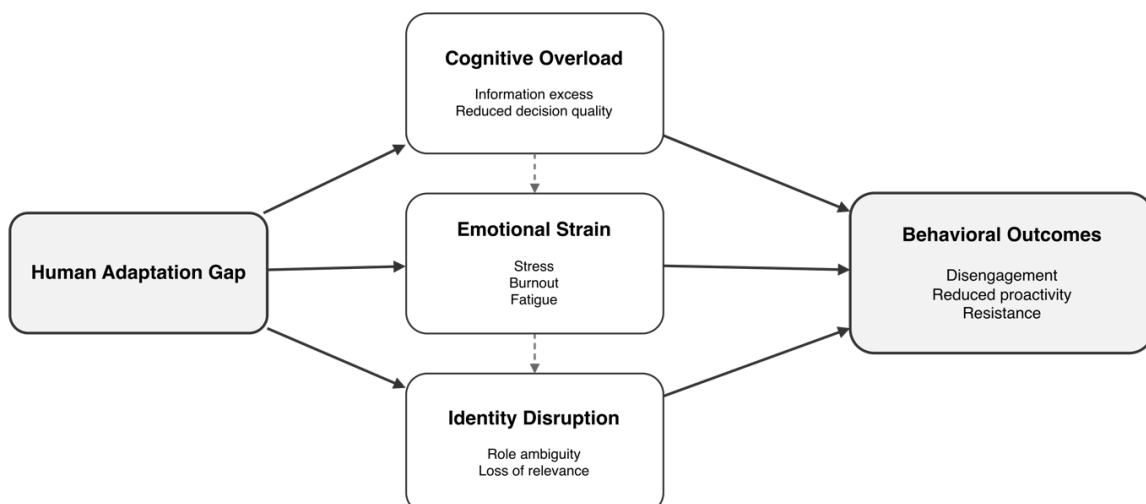 Human Adaptation Gap
Cognitive Overload
Information excess
Reduced decision quality
Emotional Strain
Stress
Burnout
Fatigue
Identity Disruption
Role ambiguity
Loss of relevance
Behavioral Outcomes
Disengagement
Reduced proactivity
Resistance